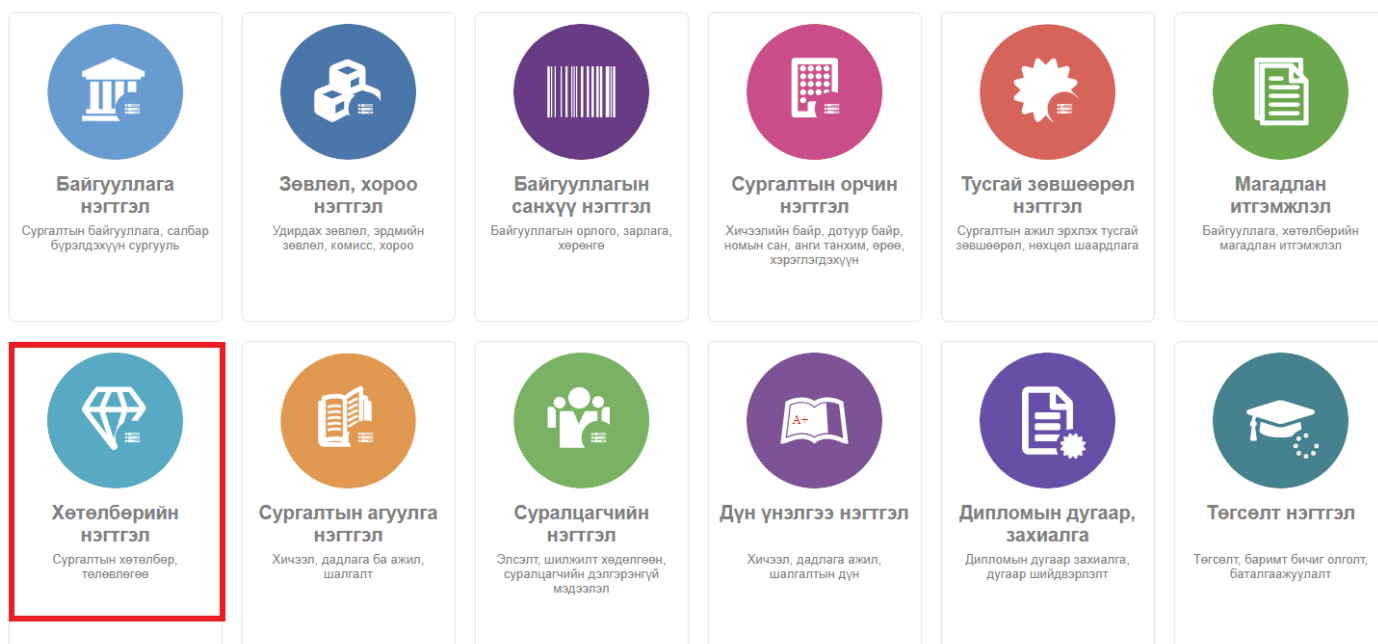 Байгууллага
нэгтгэл
Сургалтын байгууллага, салбар
бүрэлдэхүүн сургууль
Зөвлөл, хороо
нэгтгэл
Удирдах зөвлөл, эрдмийн
зөвлөл, комисс, хороо
Байгууллагын
санхүү нэгтгэл
Байгууллагын орлого, зарлага,
хөрөнгө
Сургалтын орчин
нэгтгэл
Хичээлийн байр, дотуур байр,
номын сан, анги танхим, өрөө,
хэрэглэгдэхүүн
Тусгай зөвшөөрөл
нэгтгэл
Сургалтын ажил эрхлэх тусгай
зөвшөөрөл, нөхцөл шаардлага
Магадлан
итгэмжлэл
Байгууллага, хөтөлбөрийн
магадлан итгэмжлэл
Хөтөлбөрийн
нэгтгэл
Сургалтын хөтөлбөр,
төлөвлөгөө
Сургалтын агуулга
нэгтгэл
Хичээл, дадлага ба ажил,
шалгалт
Суралцагчийн
нэгтгэл
Элсэлт, шилжилт хөдөлгөөн,
суралцагчийн дэлгэрэнгүй
мэдээлэл
A+
Дүн үнэлгээ нэгтгэл
Хичээл, дадлага ажил,
шалгалтын дүн
Дипломын дугаар,
захиалга
Дипломын дугаар захиалга,
дугаар шийдвэрлэлт
Төгсөлт нэгтгэл
Төгсөлт, баримт бичиг олголт,
баталгаажуулалт